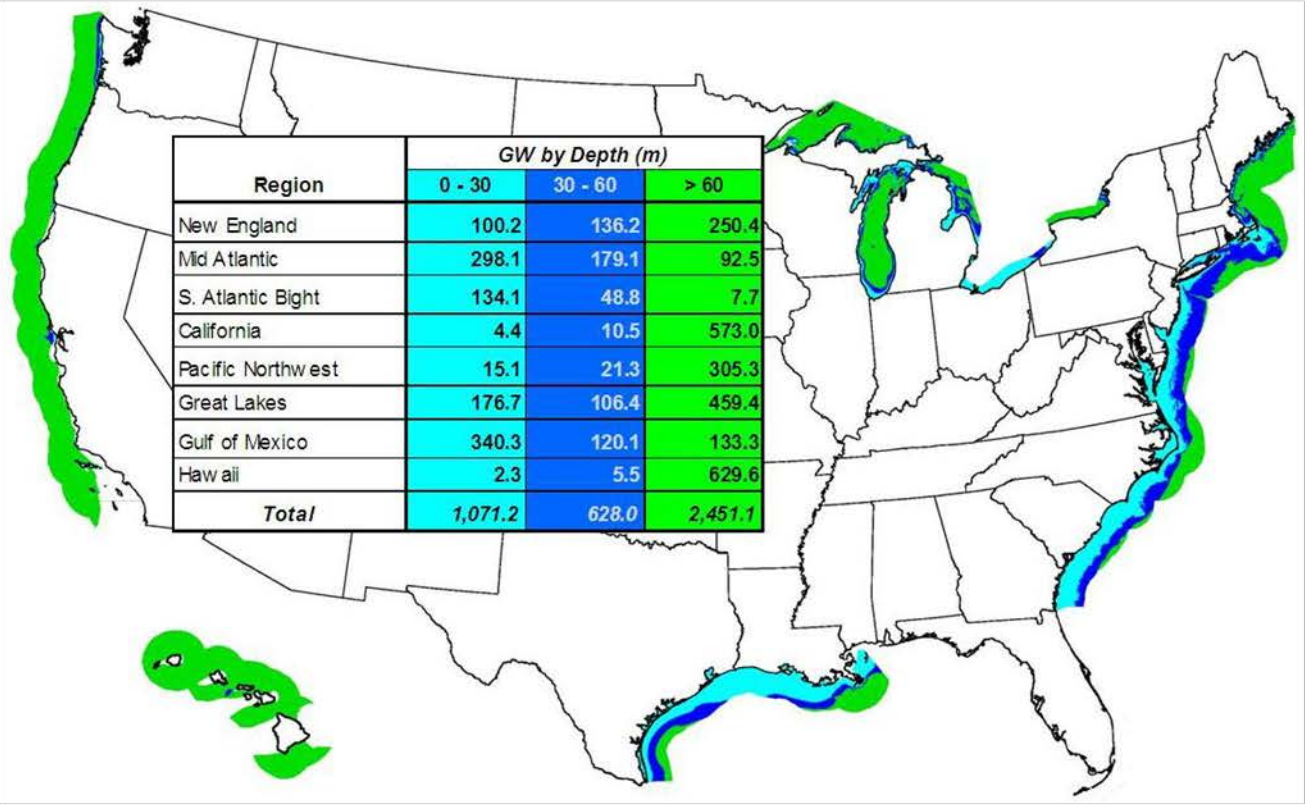 GW by Depth (m)
Region 0 - 30 30 - 60 > 60
New England 100.2 136.2 250.4
Mid Atlantic 298.1 179.1 92.5
S. Atlantic Bight 134.1 48.8 7.7
California 4.4 10.5 573.0
Pacific Northwest 15.1 21.3 305.3
Great Lakes 176.7 106.4 459.4
Gulf of Mexico 340.3 120.1 133.3
Hawaii 2.3 5.5 629.6
Total 1,071.2 628.0 2,451.1